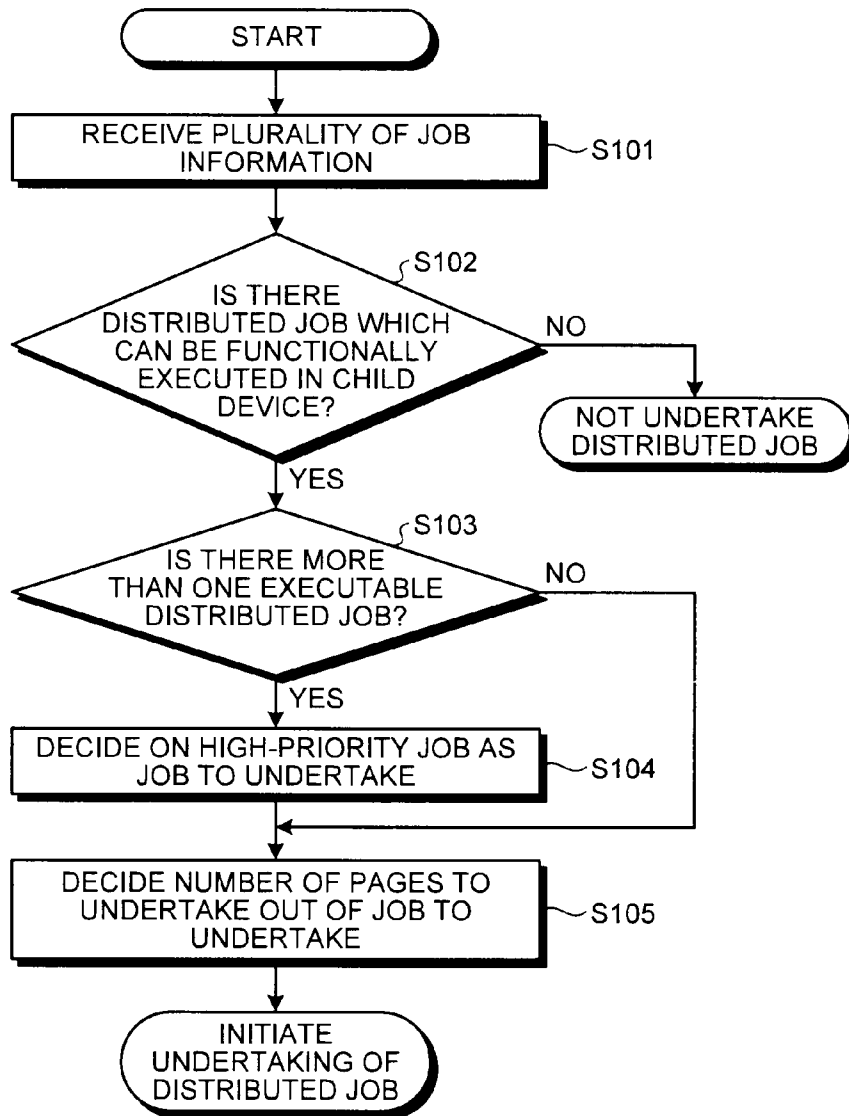 START
RECEIVE PLURALITY OF JOB
INFORMATION
S101
S102
IS THERE
DISTRIBUTED JOB WHICH
CAN BE FUNCTIONALLY
EXECUTED IN CHILD
DEVICE?
NO
NOT UNDERTAKE
DISTRIBUTED JOB
YES
S103
IS THERE MORE
THAN ONE EXECUTABLE
DISTRIBUTED JOB?
NO
YES
DECIDE ON HIGH-PRIORITY JOB AS
JOB TO UNDERTAKE
S104
DECIDE NUMBER OF PAGES TO
UNDERTAKE OUT OF JOB TO
UNDERTAKE
S105
INITIATE
UNDERTAKING OF
DISTRIBUTED JOB